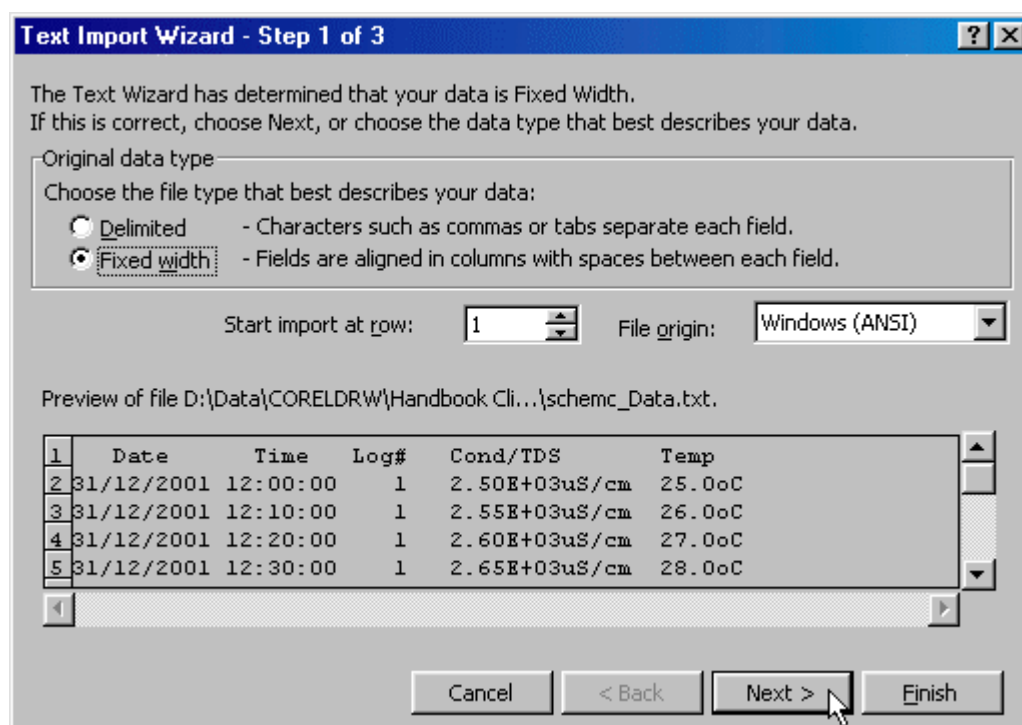 Text Import Wizard - Step 1 of 3
The Text Wizard has determined that your data is Fixed Width.
If this is correct, choose Next, or choose the data type that best describes your data.
Original data type
Choose the file type that best describes your data:
Delimited - Characters such as commas or tabs separate each field.
Fixed width - Fields are aligned in columns with spaces between each field.
Start import at row: 1 File origin: Windows (ANSI)
Preview of file D:\Data\CORELDRW\Handbook Cli...\schemc_Data.txt.
1 Date Time Log# Cond/TDS Temp
2 31/12/2001 12:00:00 1 2.50E+03uS/cm 25.0oC
3 31/12/2001 12:10:00 1 2.55E+03uS/cm 26.0oC
4 31/12/2001 12:20:00 1 2.60E+03uS/cm 27.0oC
5 31/12/2001 12:30:00 1 2.65E+03uS/cm 28.0oC
Cancel < Back Next > Finish